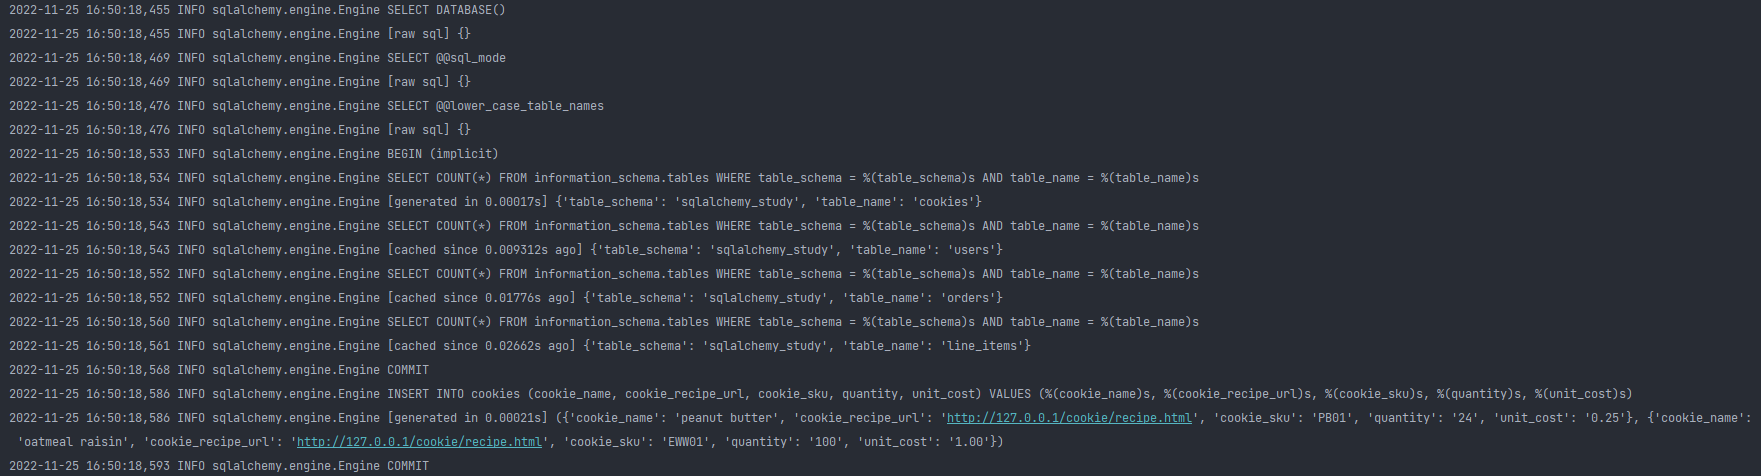 2022-11-25 16:50:18,455 INFO sqlalchemy.engine.Engine SELECT DATABASE()
2022-11-25 16:50:18,455 INFO sqlalchemy.engine.Engine [raw sql] {}
2022-11-25 16:50:18,469 INFO sqlalchemy.engine.Engine SELECT @@sql_mode
2022-11-25 16:50:18,469 INFO sqlalchemy.engine.Engine [raw sql] {}
2022-11-25 16:50:18,476 INFO sqlalchemy.engine.Engine SELECT @@lower_case_table_names
2022-11-25 16:50:18,476 INFO sqlalchemy.engine.Engine [raw sql] {}
2022-11-25 16:50:18,533 INFO sqlalchemy.engine.Engine BEGIN (implicit)
2022-11-25 16:50:18,534 INFO sqlalchemy.engine.Engine SELECT COUNT(*) FROM information_schema.tables WHERE table_schema = %(table_schema)s AND table_name = %(table_name)s
2022-11-25 16:50:18,534 INFO sqlalchemy.engine.Engine [generated in 0.00017s] {'table_schema': 'sqlalchemy_study', 'table_name': 'cookies'}
2022-11-25 16:50:18,543 INFO sqlalchemy.engine.Engine SELECT COUNT(*) FROM information_schema.tables WHERE table_schema = %(table_schema)s AND table_name = %(table_name)s
2022-11-25 16:50:18,543 INFO sqlalchemy.engine.Engine [cached since 0.009312s ago] {'table_schema': 'sqlalchemy_study', 'table_name': 'users'}
2022-11-25 16:50:18,552 INFO sqlalchemy.engine.Engine SELECT COUNT(*) FROM information_schema.tables WHERE table_schema = %(table_schema)s AND table_name = %(table_name)s
2022-11-25 16:50:18,552 INFO sqlalchemy.engine.Engine [cached since 0.01776s ago] {'table_schema': 'sqlalchemy_study', 'table_name': 'orders'}
2022-11-25 16:50:18,560 INFO sqlalchemy.engine.Engine SELECT COUNT(*) FROM information_schema.tables WHERE table_schema = %(table_schema)s AND table_name = %(table_name)s
2022-11-25 16:50:18,561 INFO sqlalchemy.engine.Engine [cached since 0.02662s ago] {'table_schema': 'sqlalchemy_study', 'table_name': 'line_items'}
2022-11-25 16:50:18,568 INFO sqlalchemy.engine.Engine COMMIT
2022-11-25 16:50:18,586 INFO sqlalchemy.engine.Engine INSERT INTO cookies (cookie_name, cookie_recipe_url, cookie_sku, quantity, unit_cost) VALUES (%(cookie_name)s, %(cookie_recipe_url)s, %(cookie_sku)s, %(quantity)s, %(unit_cost)s)
2022-11-25 16:50:18,586 INFO sqlalchemy.engine.Engine [generated in 0.00021s] ({'cookie_name': 'peanut butter', 'cookie_recipe_url': 'http://127.0.0.1/cookie/recipe.html', 'cookie_sku': 'PB01', 'quantity': '24', 'unit_cost': '0.25'}, {'cookie_name':
'oatmeal raisin', 'cookie_recipe_url': 'http://127.0.0.1/cookie/recipe.html', 'cookie_sku': 'EWW01', 'quantity': '100', 'unit_cost': '1.00'})
2022-11-25 16:50:18,593 INFO sqlalchemy.engine.Engine COMMIT